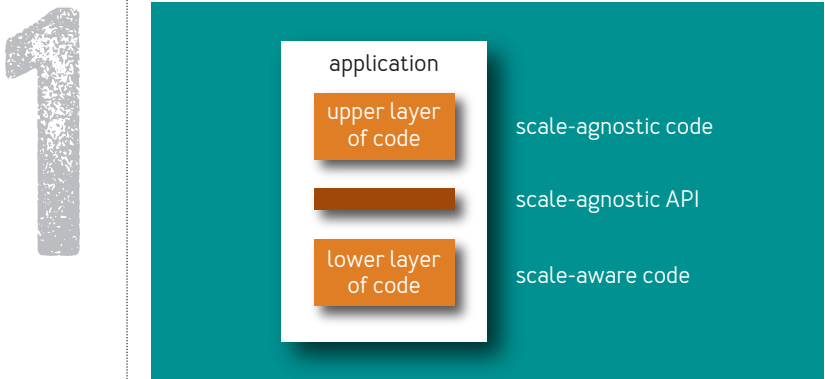 1
application
upper layer
of code
scale-agnostic code
scale-agnostic API
lower layer
of code
scale-aware code